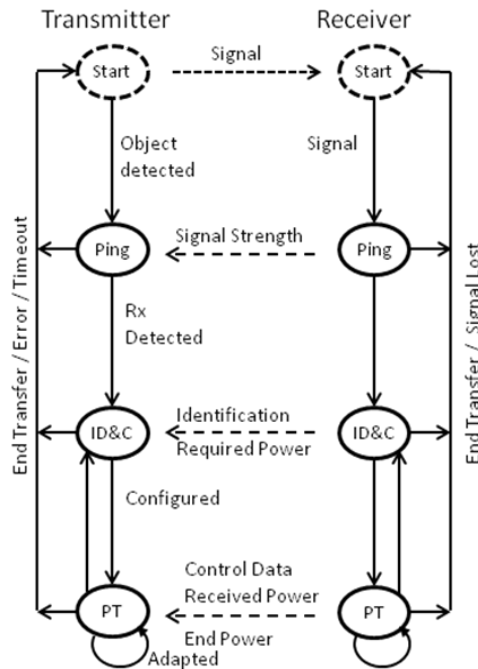 Transmitter
Receiver
Start
Signal
Start
Object
detected
Signal
Ping
Signal Strength
Ping
Rx
Detected
End Transfer / Error / Timeout
End Transfer / Signal Lost
ID&C
Identification
Required Power
ID&C
Configured
Control Data
Received Power
End Power
PT
PT
Adapted